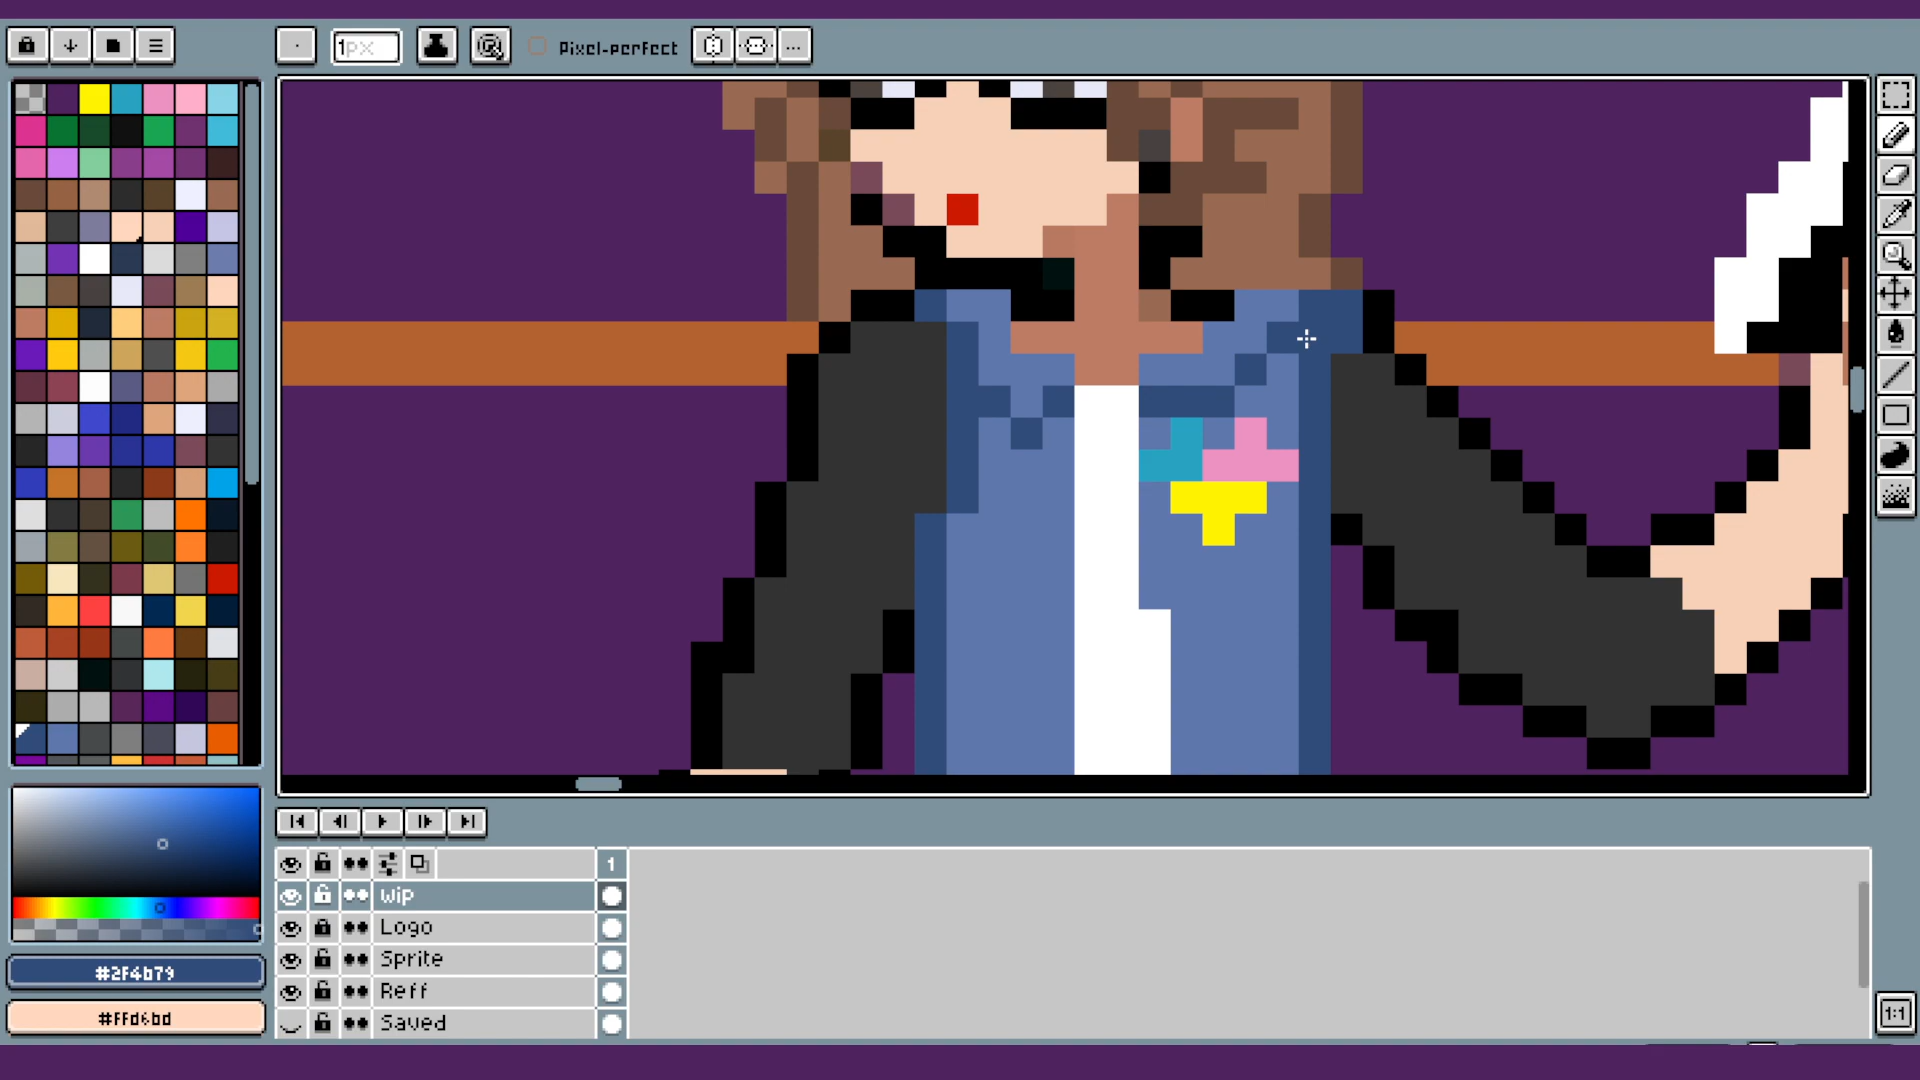 1px
Pixel-perfect
1
wip
Logo
Sprite
Reff
Saved
#2f4b79
#ffd6bd
1:1